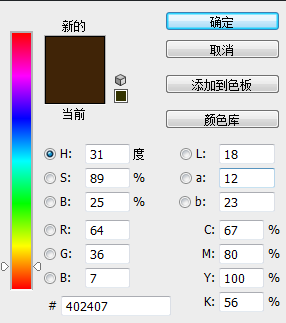 新的
确定
取消
添加到色板
当前
颜色库
H: 31 度
L: 18
S: 89 %
a: 12
B: 25 %
b: 23
R: 64
C: 67 %
G: 36
M: 80 %
B: 7
Y: 100 %
# 402407
K: 56 %